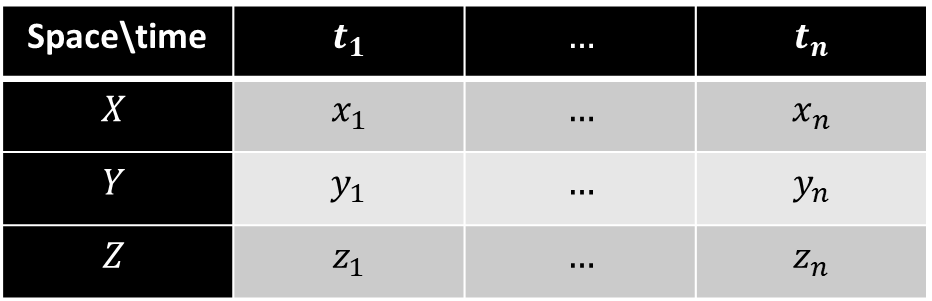 Space\time t₁ ... tₙ
X x₁ ... xₙ
Y y₁ ... yₙ
Z z₁ ... zₙ